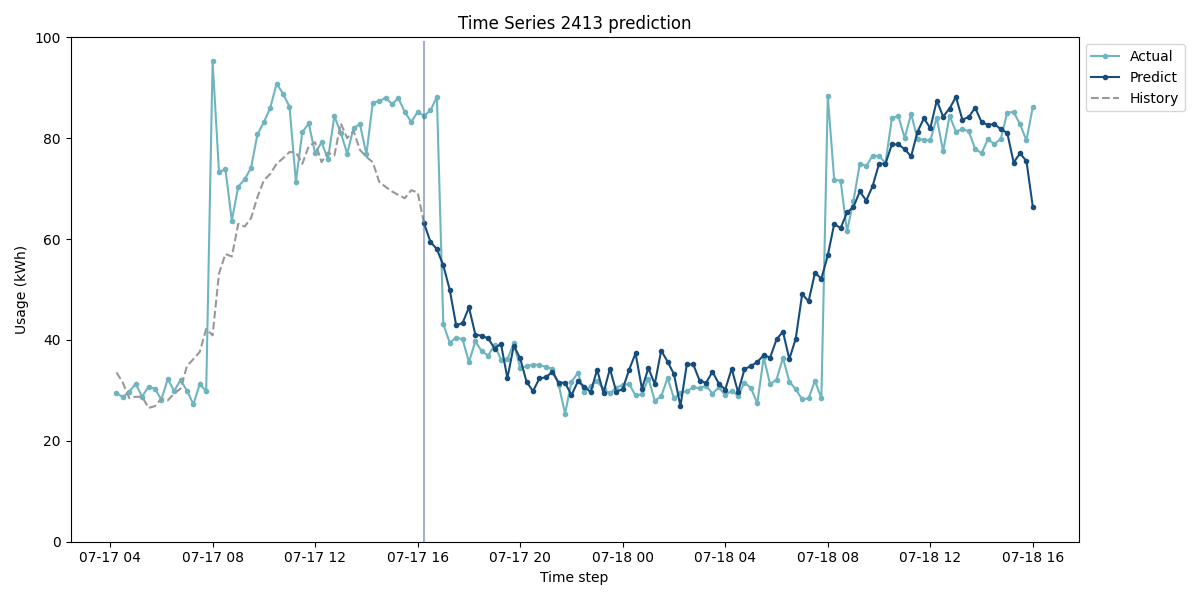 Time Series 2413 prediction
100
80
60
40
20
0
Usage (kWh)
07-17 04
07-17 08
07-17 12
07-17 16
07-17 20
07-18 00
07-18 04
07-18 08
07-18 12
07-18 16
Time step
Actual
Predict
History